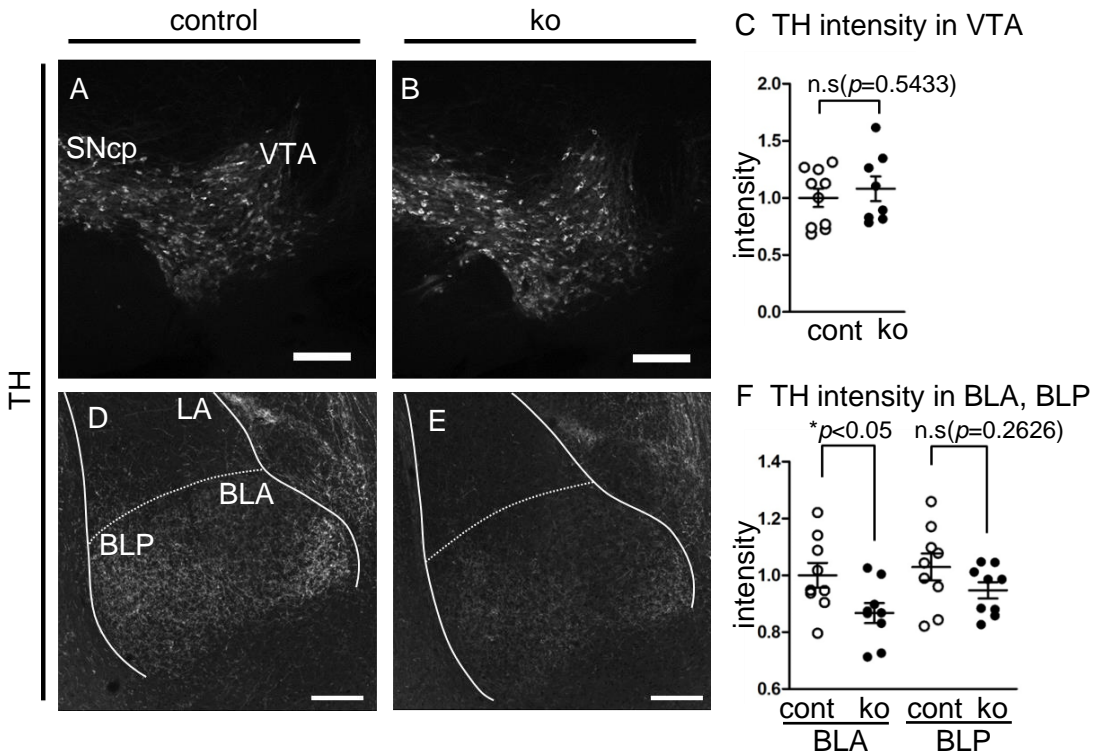 control
ko
TH
A
SNcp
VTA
B
C TH intensity in VTA
n.s(p=0.5433)
2.0
1.5
1.0
0.5
0.0
intensity
cont ko
D
LA
BLA
BLP
E
F TH intensity in BLA, BLP
*p<0.05 n.s(p=0.2626)
1.4
1.2
1.0
0.8
0.6
intensity
cont ko cont ko
BLA BLP